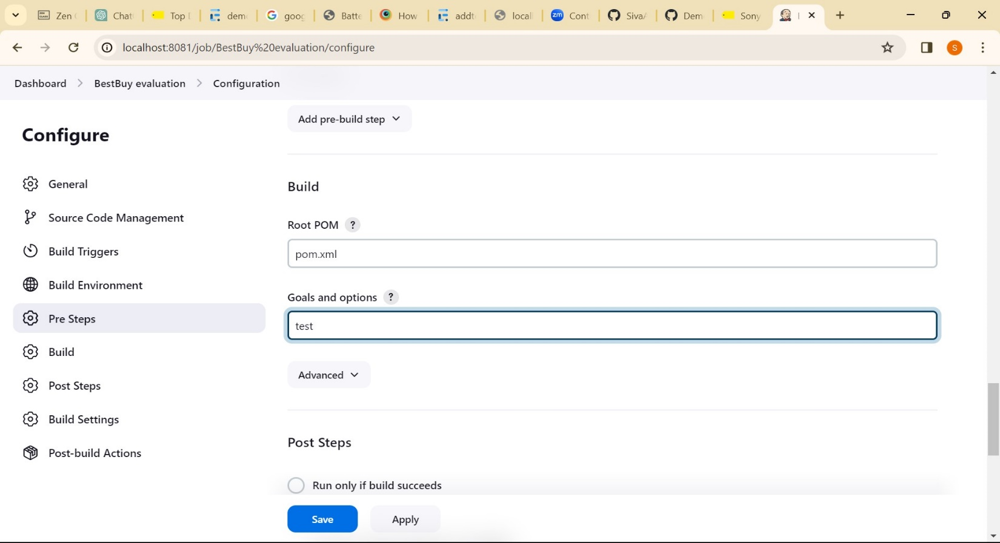 Zen
Chat
Top
dem
goog
Batte
How
addt
locall
zm Cont
Siva
Dem
Sony
localhost:8081/job/BestBuy%20evaluation/configure
S
Dashboard > BestBuy evaluation > Configuration
Add pre-build step
Configure
General
Source Code Management
Build Triggers
Build Environment
Pre Steps
Build
Post Steps
Build Settings
Post-build Actions
Build
Root POM ?
pom.xml
Goals and options ?
test
Advanced
Post Steps
Run only if build succeeds
Save
Apply